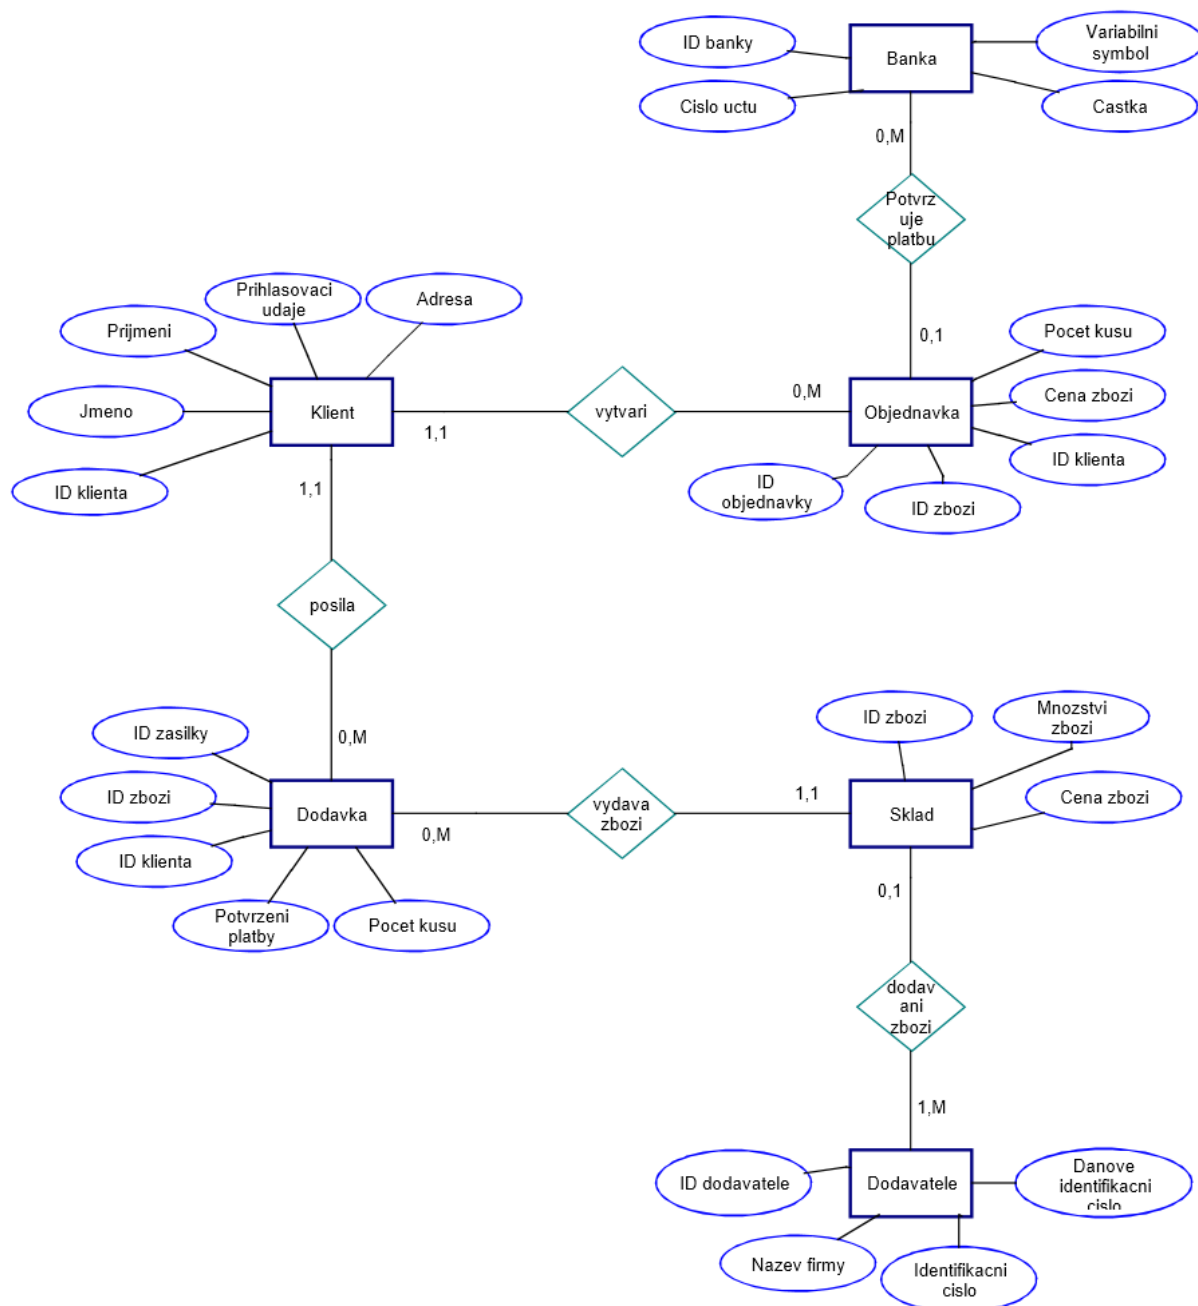 ID banky
Banka
Variabilni
symbol
Cislo uctu
Castka
0,M
Potvrz
uje
platbu
Prihlasovaci
udaje
Adresa
Prijmeni
0,1
Pocet kusu
Jmeno
Klient
vytvari
0,M
Objednavka
Cena zbozi
1,1
ID klienta
ID klienta
1,1
ID
objednavky
ID zbozi
posila
ID zasilky
0,M
ID zbozi
Mnozstvi
zbozi
ID zbozi
Dodavka
vydava
zbozi
1,1
Sklad
Cena zbozi
0,M
ID klienta
0,1
Potvrzeni
platby
Pocet kusu
dodav
ani
zbozi
1,M
ID dodavatele
Dodavatele
Danove
identifikacni
cislo
Nazev firmy
Identifikacni
cislo